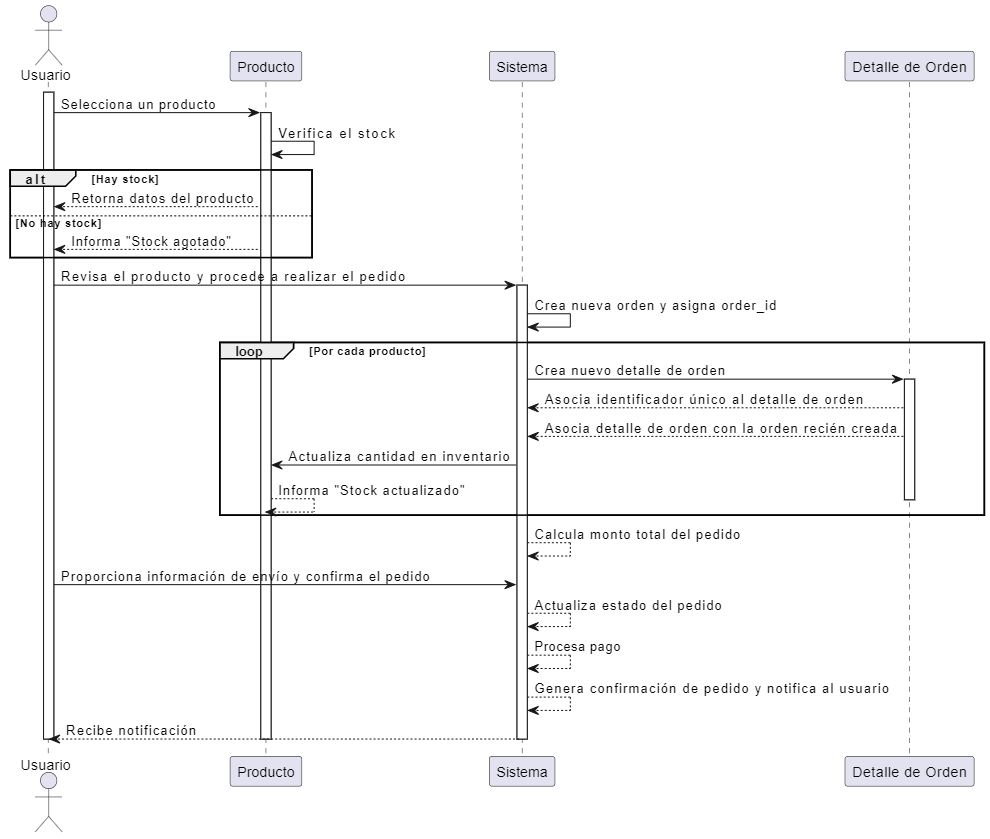 Usuario
Producto
Sistema
Detalle de Orden
Selecciona un producto
Verifica el stock
alt
[Hay stock]
Retorna datos del producto
[No hay stock]
Informa "Stock agotado"
Revisa el producto y procede a realizar el pedido
Crea nueva orden y asigna order_id
loop
[Por cada producto]
Crea nuevo detalle de orden
Asocia identificador único al detalle de orden
Asocia detalle de orden con la orden recién creada
Actualiza cantidad en inventario
Informa "Stock actualizado"
Calcula monto total del pedido
Proporciona información de envío y confirma el pedido
Actualiza estado del pedido
Procesa pago
Genera confirmación de pedido y notifica al usuario
Recibe notificación
Usuario
Producto
Sistema
Detalle de Orden